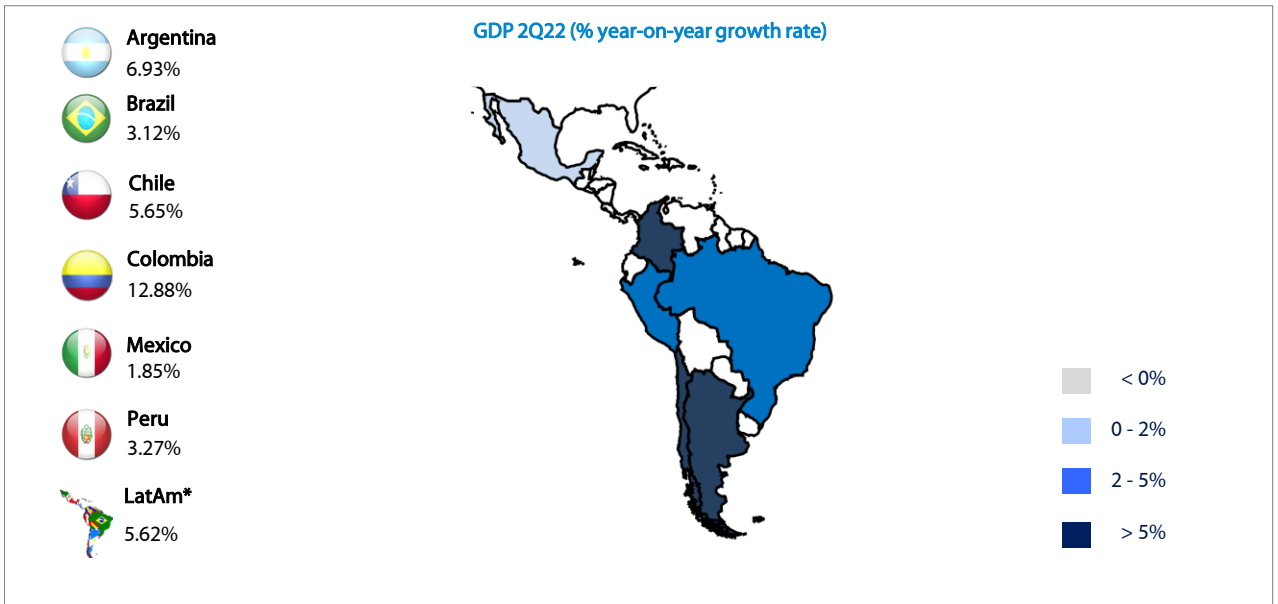 GDP 2Q22 (% year-on-year growth rate)
Argentina
6.93%
Brazil
3.12%
Chile
5.65%
Colombia
12.88%
Mexico
1.85%
Peru
3.27%
LatAm*
5.62%
< 0%
0 - 2%
2 - 5%
> 5%